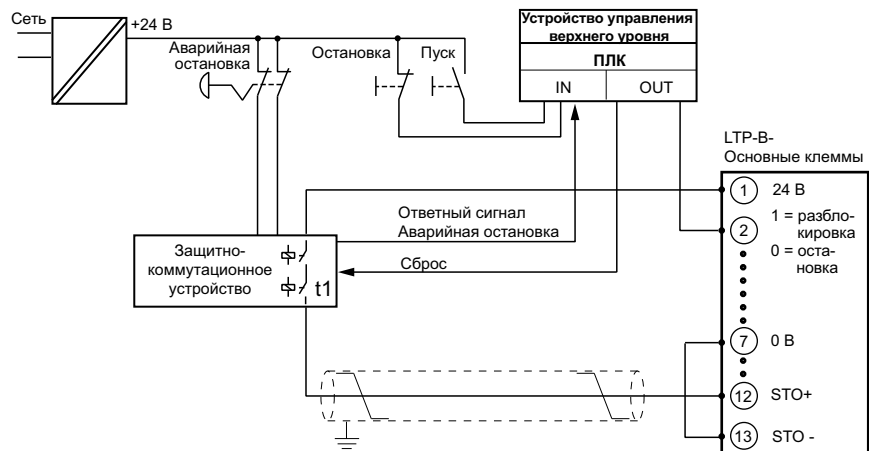 Сеть
+24 В
Аварийная
остановка
Остановка
Пуск
Устройство управления
верхнего уровня
ПЛК
IN
OUT
LTP-B-
Основные клеммы
1
24 В
2
1 = разбло-
кировка
0 = оста-
новка
Ответный сигнал
Аварийная остановка
Сброс
Защитно-
коммутационное
устройство
t1
7
0 В
12
STO+
13
STO -